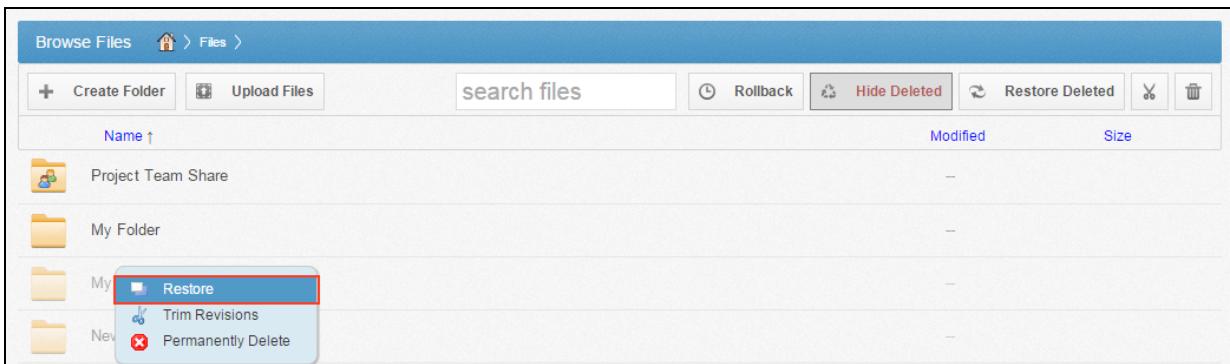 Browse Files Files
Create Folder Upload Files search files Rollback Hide Deleted Restore Deleted
Name ↑ Modified Size
Project Team Share –
My Folder –
My –
Restore
Trim Revisions
New –
Permanently Delete